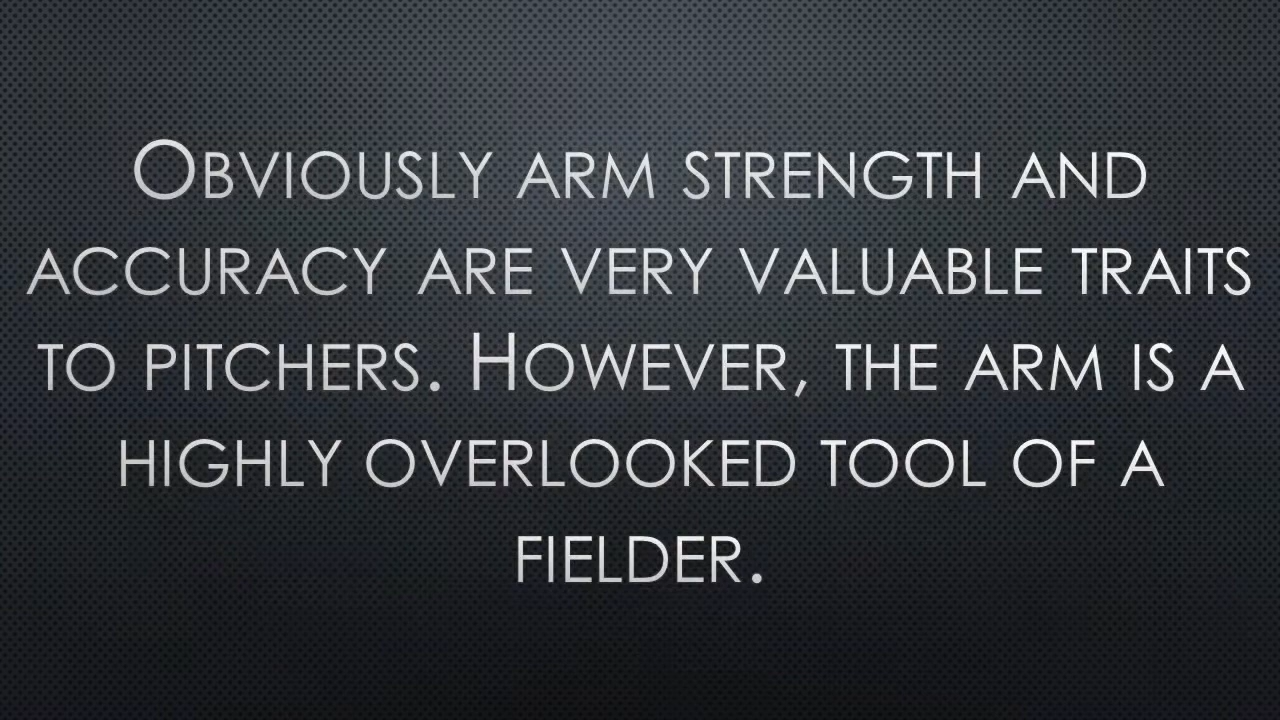 Obviously arm strength and
accuracy are very valuable traits
to pitchers. However, the arm is a
highly overlooked tool of a
fielder.